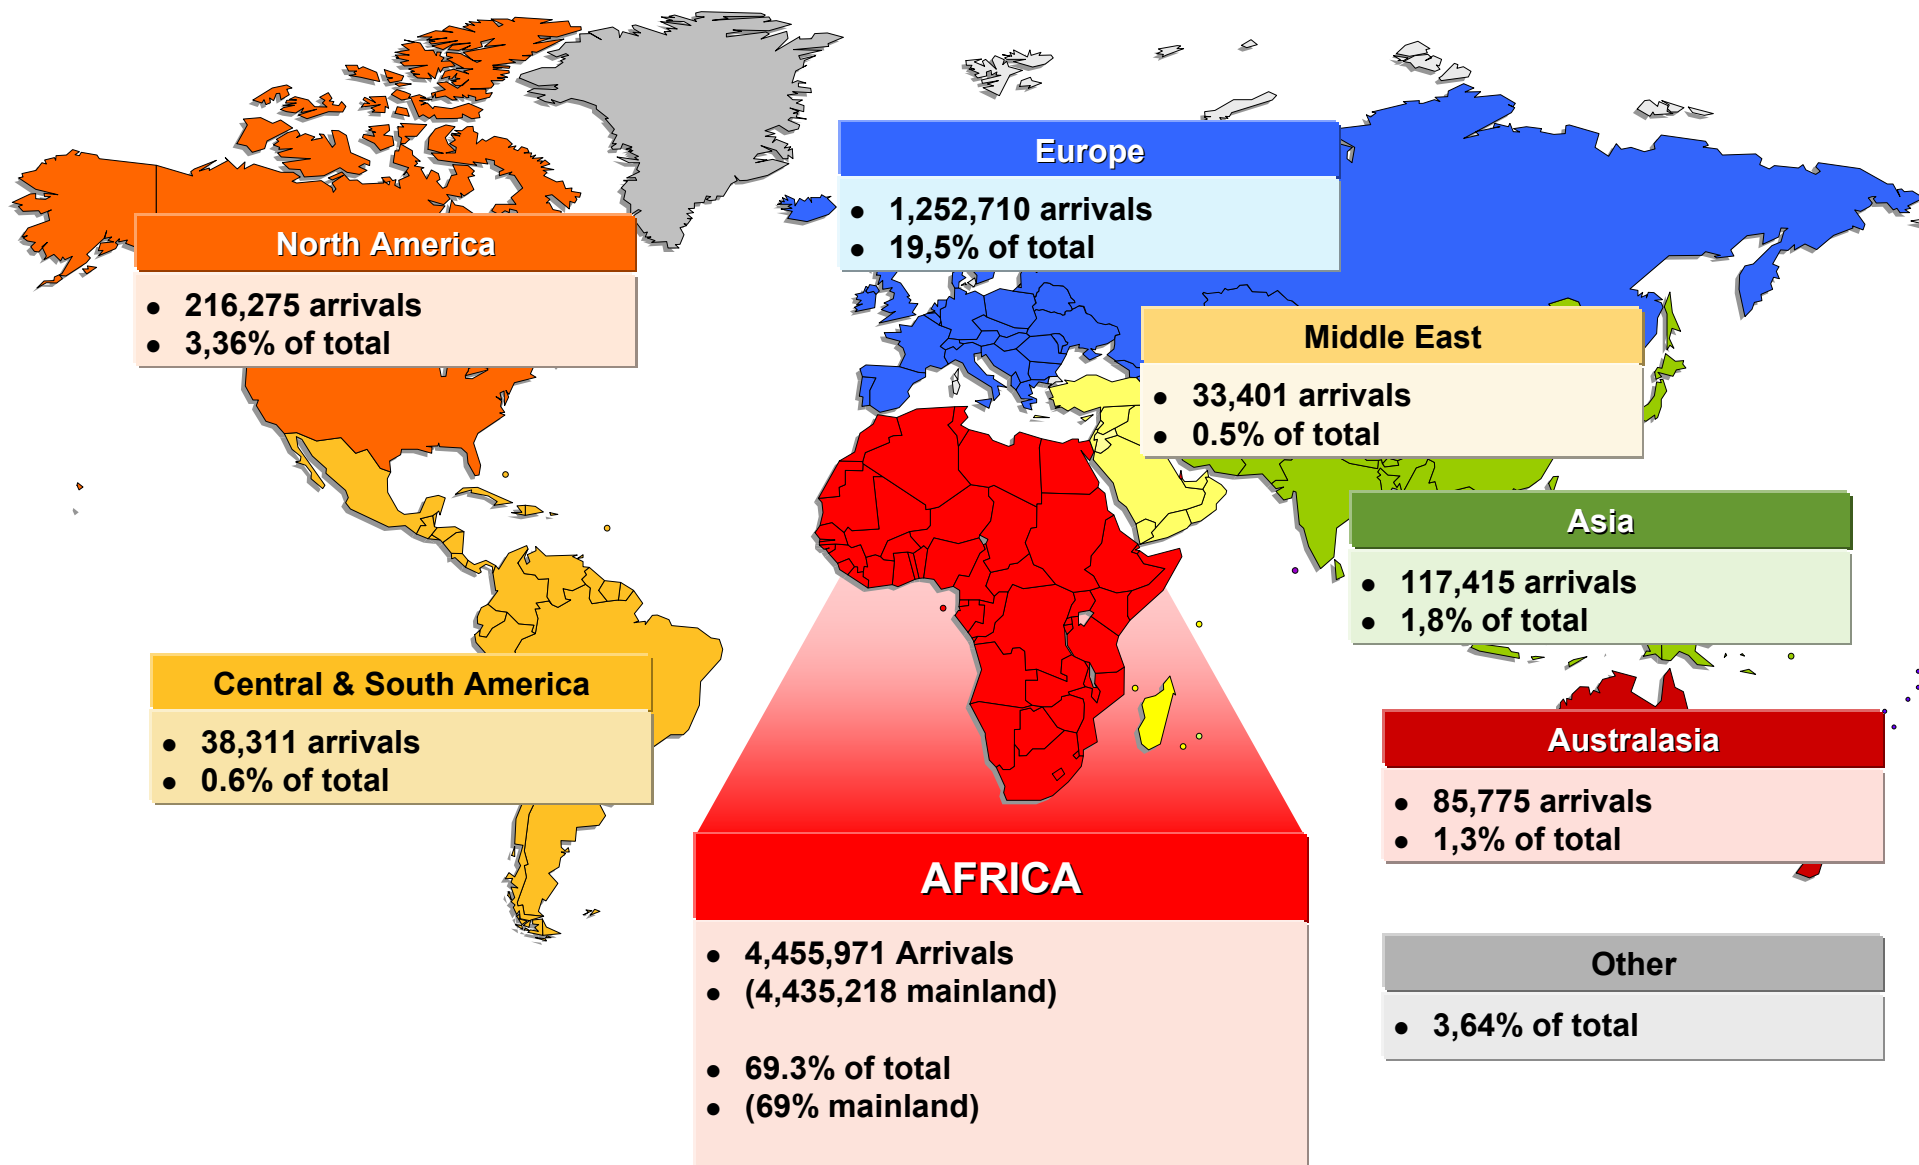 Europe
• 1,252,710 arrivals
• 19,5% of total
North America
• 216,275 arrivals
• 3,36% of total
Middle East
• 33,401 arrivals
• 0.5% of total
Asia
• 117,415 arrivals
• 1,8% of total
Central & South America
• 38,311 arrivals
• 0.6% of total
Australasia
• 85,775 arrivals
• 1,3% of total
AFRICA
• 4,455,971 Arrivals
• (4,435,218 mainland)
• 69.3% of total
• (69% mainland)
Other
• 3,64% of total